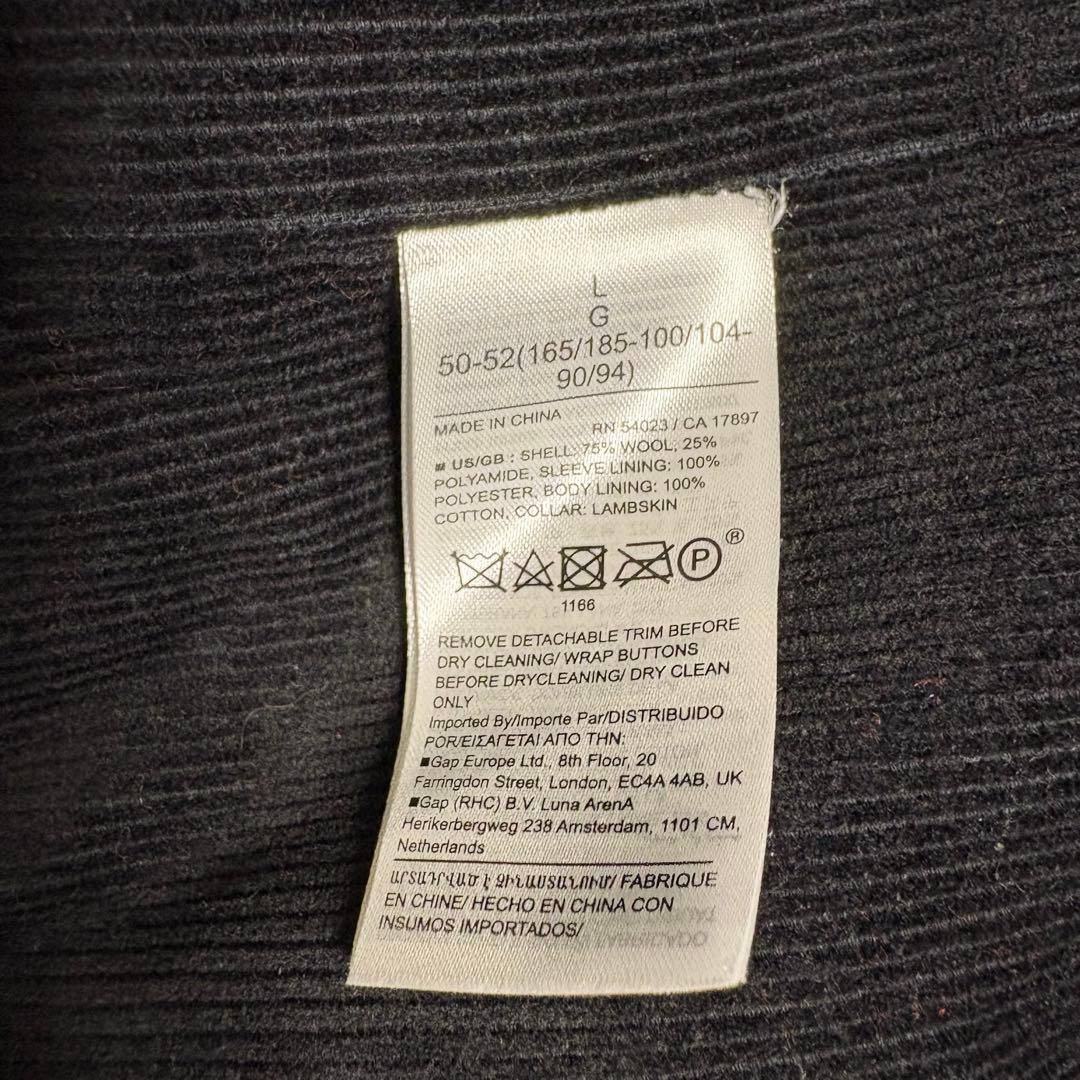 L
G
50-52(165/185-100/104-
90/94)
MADE IN CHINA
RN 54023 / CA 17897
US/GB : SHELL: 75% WOOL, 25%
POLYAMIDE, SLEEVE LINING: 100%
POLYESTER, BODY LINING: 100%
COTTON, COLLAR: LAMBSKIN
P ®
1166
REMOVE DETACHABLE TRIM BEFORE
DRY CLEANING/ WRAP BUTTONS
BEFORE DRYCLEANING/ DRY CLEAN
ONLY
Imported By/Importe Par/DISTRIBUIDO
POR/ΕΙΣΑΓΕΤΑΙ ΑΠΟ ΤΗΝ:
■Gap Europe Ltd., 8th Floor, 20
Farringdon Street, London, EC4A 4AB, UK
■Gap (RHC) B.V. Luna ArenA
Herikerbergweg 238 Amsterdam, 1101 CM,
Netherlands
ԱՐՏԱԴՐՎԱԾ Է ՉԻՆԱՍՏԱՆՈՒՄ/ FABRIQUE
EN CHINE/ HECHO EN CHINA CON
INSUMOS IMPORTADOS/